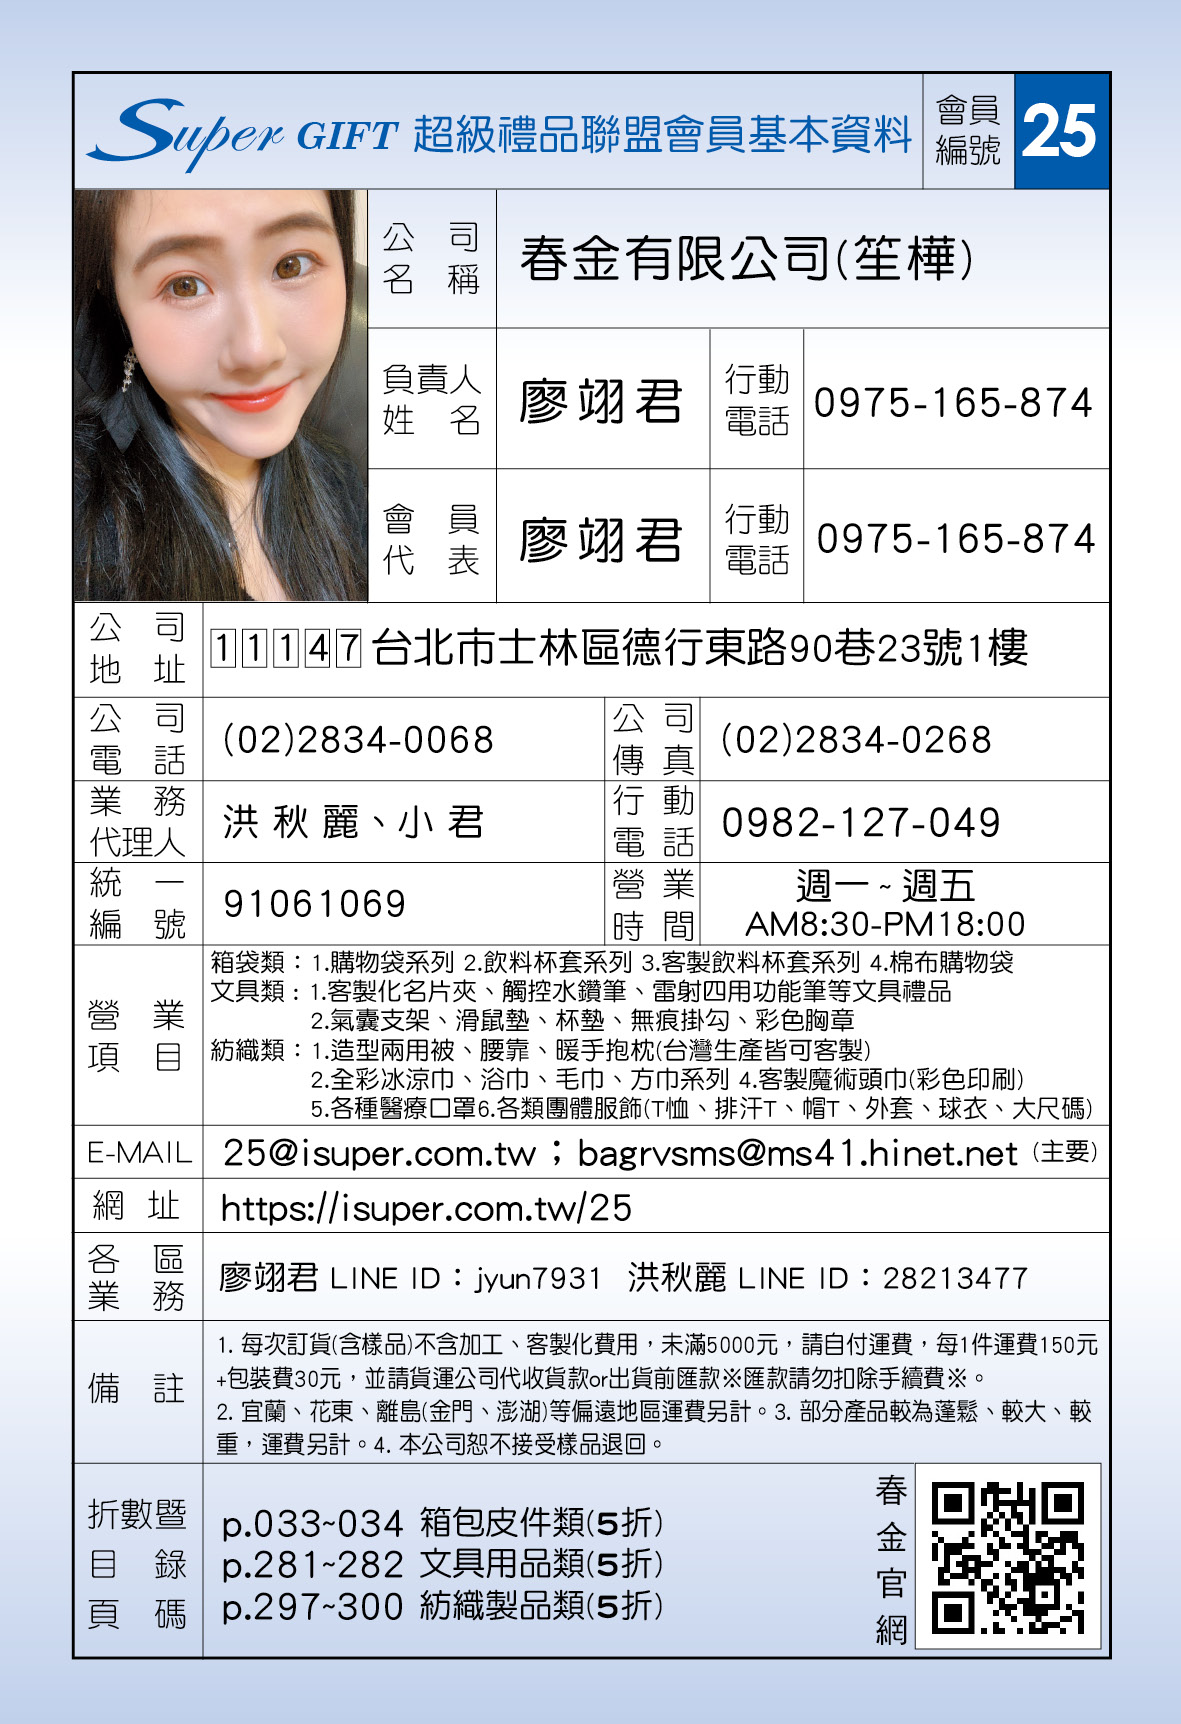 Super GIFT 超級禮品聯盟會員基本資料 會員編號 25
公司名稱 春金有限公司(笙樺)
負責人姓名 廖翊君 行動電話 0975-165-874
會員代表 廖翊君 行動電話 0975-165-874
公司地址 11147台北市士林區德行東路90巷23號1樓
公司電話 (02)2834-0068 公司傳真 (02)2834-0268
業務代理人 洪秋麗、小君 行動電話 0982-127-049
統一編號 91061069 營業時間 週一~週五
AM8:30-PM18:00
營業項目
箱袋類：1.購物袋系列 2.飲料杯套系列 3.客製飲料杯套系列 4.棉布購物袋
文具類：1.客製化名片夾、觸控水鑽筆、雷射四用功能筆等文具禮品
2.氣囊支架、滑鼠墊、杯墊、無痕掛勾、彩色胸章
紡織類：1.造型兩用被、腰靠、暖手抱枕(台灣生產皆可客製)
2.全彩冰涼巾、浴巾、毛巾、方巾系列 4.客製魔術頭巾(彩色印刷)
5.各種醫療口罩6.各類團體服飾(T恤、排汗T、帽T、外套、球衣、大尺碼)
E-MAIL 25@isuper.com.tw；bagrvsms@ms41.hinet.net (主要)
網址 https://isuper.com.tw/25
各區業務 廖翊君 LINE ID：jyun7931 洪秋麗 LINE ID：28213477
備註
1. 每次訂貨(含樣品)不含加工、客製化費用，未滿5000元，請自付運費，每1件運費150元
+包裝費30元，並請貨運公司代收貨款or出貨前匯款※匯款請勿扣除手續費※。
2. 宜蘭、花東、離島(金門、澎湖)等偏遠地區運費另計。3. 部分產品較為蓬鬆、較大、較
重，運費另計。4. 本公司恕不接受樣品退回。
折數暨目錄頁碼
p.033~034 箱包皮件類(5折)
p.281~282 文具用品類(5折)
p.297~300 紡織製品類(5折)
春金官網